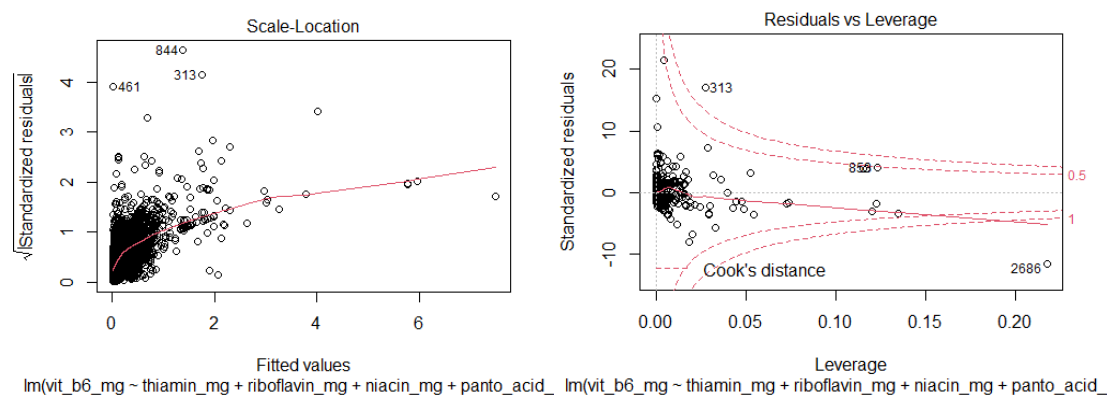 Scale-Location
844
313
461
√|Standardized residuals|
0 1 2 3 4
0 2 4 6
Fitted values
lm(vit_b6_mg ~ thiamin_mg + riboflavin_mg + niacin_mg + panto_acid_
Residuals vs Leverage
313
858
2686
Cook's distance
0.5
1
Standardized residuals
-10 0 10 20
0.00 0.05 0.10 0.15 0.20
Leverage
lm(vit_b6_mg ~ thiamin_mg + riboflavin_mg + niacin_mg + panto_acid_